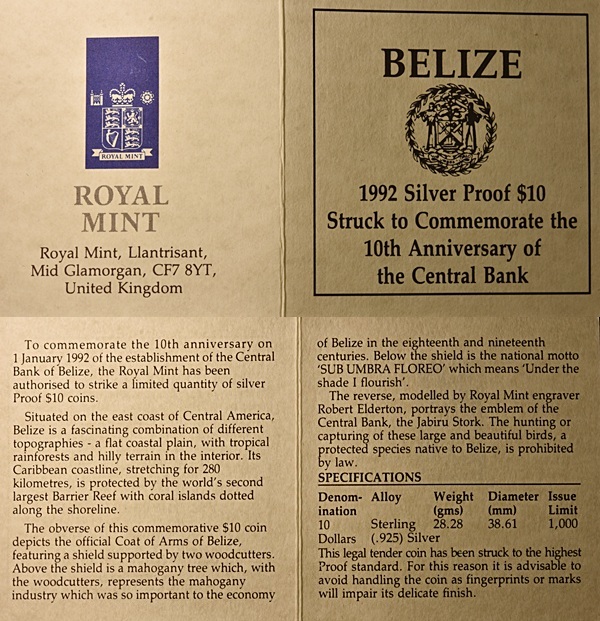 ROYAL MINT
ROYAL
MINT
Royal Mint, Llantrisant,
Mid Glamorgan, CF7 8YT,
United Kingdom
BELIZE
1992 Silver Proof $10
Struck to Commemorate the
10th Anniversary of
the Central Bank
To commemorate the 10th anniversary on
1 January 1992 of the establishment of the Central
Bank of Belize, the Royal Mint has been
authorised to strike a limited quantity of silver
Proof $10 coins.
Situated on the east coast of Central America,
Belize is a fascinating combination of different
topographies - a flat coastal plain, with tropical
rainforests and hilly terrain in the interior. Its
Caribbean coastline, stretching for 280
kilometres, is protected by the world's second
largest Barrier Reef with coral islands dotted
along the shoreline.
The obverse of this commemorative $10 coin
depicts the official Coat of Arms of Belize,
featuring a shield supported by two woodcutters.
Above the shield is a mahogany tree which, with
the woodcutters, represents the mahogany
industry which was so important to the economy
of Belize in the eighteenth and nineteenth
centuries. Below the shield is the national motto
'SUB UMBRA FLOREO' which means 'Under the
shade I flourish'.
The reverse, modelled by Royal Mint engraver
Robert Elderton, portrays the emblem of the
Central Bank, the Jabiru Stork. The hunting or
capturing of these large and beautiful birds, a
protected species native to Belize, is prohibited
by law.
SPECIFICATIONS
Denom- Alloy Weight Diameter Issue
ination (gms) (mm) Limit
10 Sterling 28.28 38.61 1,000
Dollars (.925) Silver
This legal tender coin has been struck to the highest
Proof standard. For this reason it is advisable to
avoid handling the coin as fingerprints or marks
will impair its delicate finish.